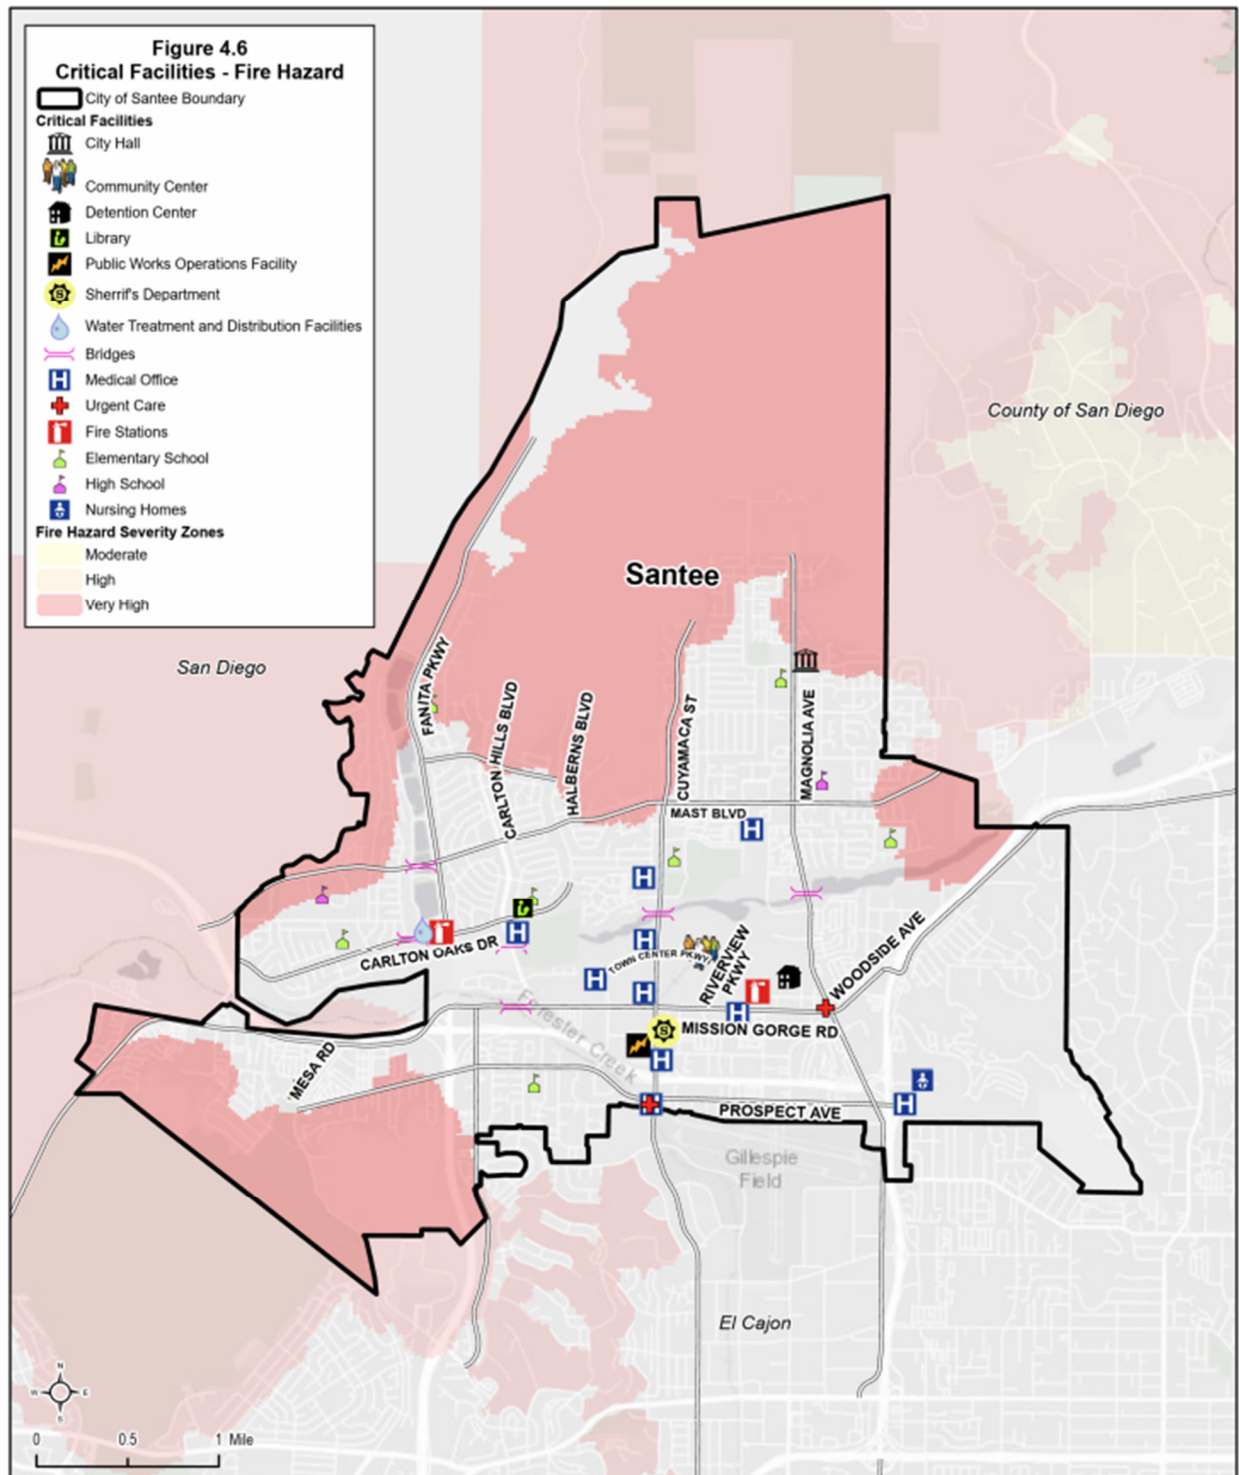 Figure 4.6
Critical Facilities - Fire Hazard
City of Santee Boundary
Critical Facilities
City Hall
Community Center
Detention Center
Library
Public Works Operations Facility
Sherrif's Department
Water Treatment and Distribution Facilities
Bridges
Medical Office
Urgent Care
Fire Stations
Elementary School
High School
Nursing Homes
Fire Hazard Severity Zones
Moderate
High
Very High
County of San Diego
Santee
San Diego
FANITA PKWY
CARLTON HILLS BLVD
HALBERNS BLVD
CUYAMACA ST
MAGNOLIA AVE
MAST BLVD
CARLTON OAKS DR
TOWN CENTER PKWY
RIVERVIEW
PKWY
WOODSIDE AVE
MISSION GORGE RD
Forrester Creek
MESA RD
PROSPECT AVE
Gillespie
Field
El Cajon
N
W E
S
0 0.5 1 Mile